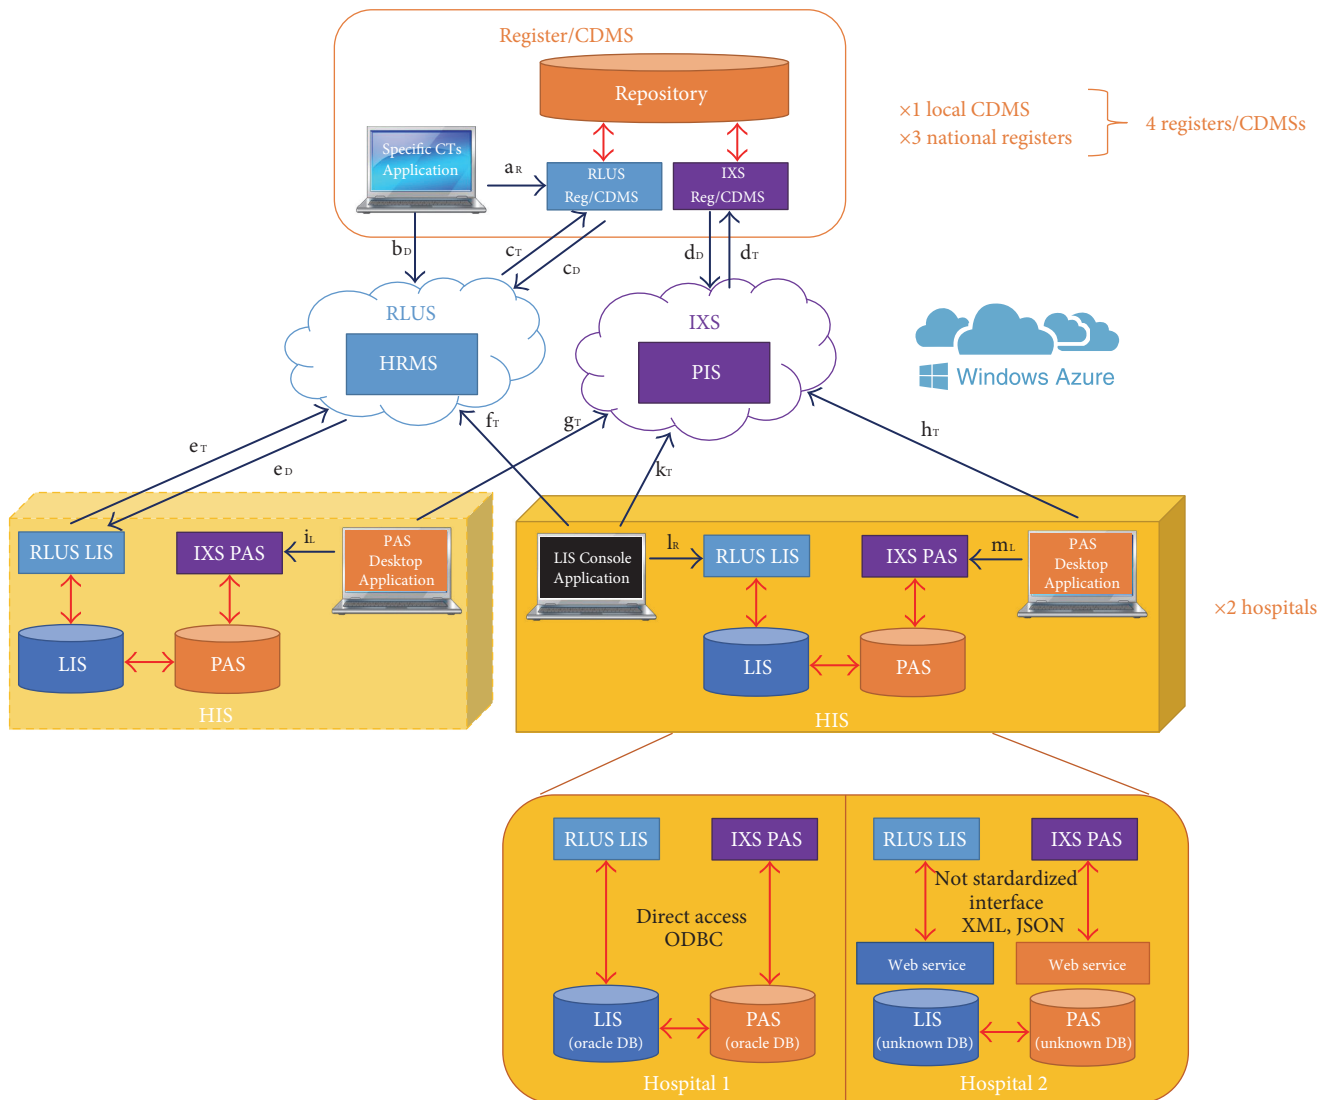 Register/CDMS
Repository
×1 local CDMS
×3 national registers
4 registers/CDMSs
Specific CTs
Application
aR
RLUS
Reg/CDMS
IXS
Reg/CDMS
bD
cT
cD
dD
dT
RLUS
HRMS
IXS
PIS
Windows Azure
eT
eD
fT
gT
kT
hT
RLUS LIS
IXS PAS
iL
PAS
Desktop
Application
LIS
PAS
HIS
LIS Console
Application
lR
RLUS LIS
IXS PAS
mL
PAS
Desktop
Application
LIS
PAS
HIS
×2 hospitals
RLUS LIS
IXS PAS
Direct access
ODBC
LIS
(oracle DB)
PAS
(oracle DB)
Hospital 1
RLUS LIS
IXS PAS
Not stardardized
interface
XML, JSON
Web service
Web service
LIS
(unknown DB)
PAS
(unknown DB)
Hospital 2